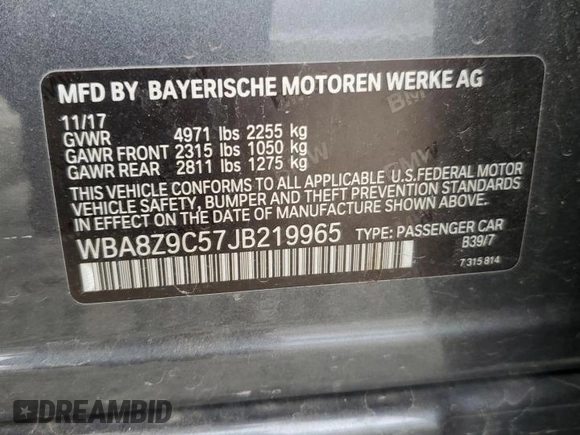 MFD BY BAYERISCHE MOTOREN WERKE AG
11/17
GVWR 4971 lbs 2255 kg
GAWR FRONT 2315 lbs 1050 kg
GAWR REAR 2811 lbs 1275 kg
THIS VEHICLE CONFORMS TO ALL APPLICABLE U.S.FEDERAL MOTOR
VEHICLE SAFETY, BUMPER, AND THEFT PREVENTION STANDARDS
IN EFFECT ON THE DATE OF MANUFACTURE SHOWN ABOVE.
WBA8Z9C57JB219965 TYPE: PASSENGER CAR
B39/7
7 315 814
DREAMBID